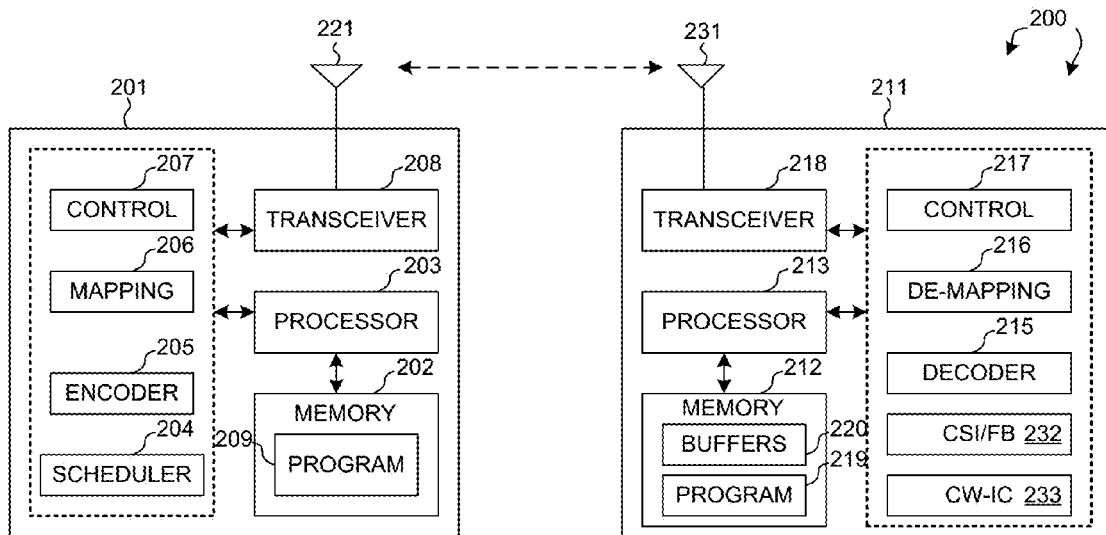 200
221
231
201
211
207
CONTROL
206
MAPPING
205
ENCODER
204
SCHEDULER
208
TRANSCEIVER
203
PROCESSOR
202
MEMORY
209
PROGRAM
218
TRANSCEIVER
213
PROCESSOR
212
MEMORY
BUFFERS
220
219
PROGRAM
217
CONTROL
216
DE-MAPPING
215
DECODER
CSI/FB 232
CW-IC 233